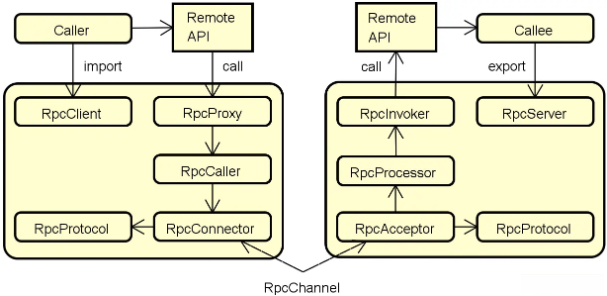 Caller
Remote
API
Remote
API
Callee
import
call
call
export
RpcClient
RpcProxy
RpcInvoker
RpcServer
RpcCaller
RpcProcessor
RpcProtocol
RpcConnector
RpcAcceptor
RpcProtocol
RpcChannel